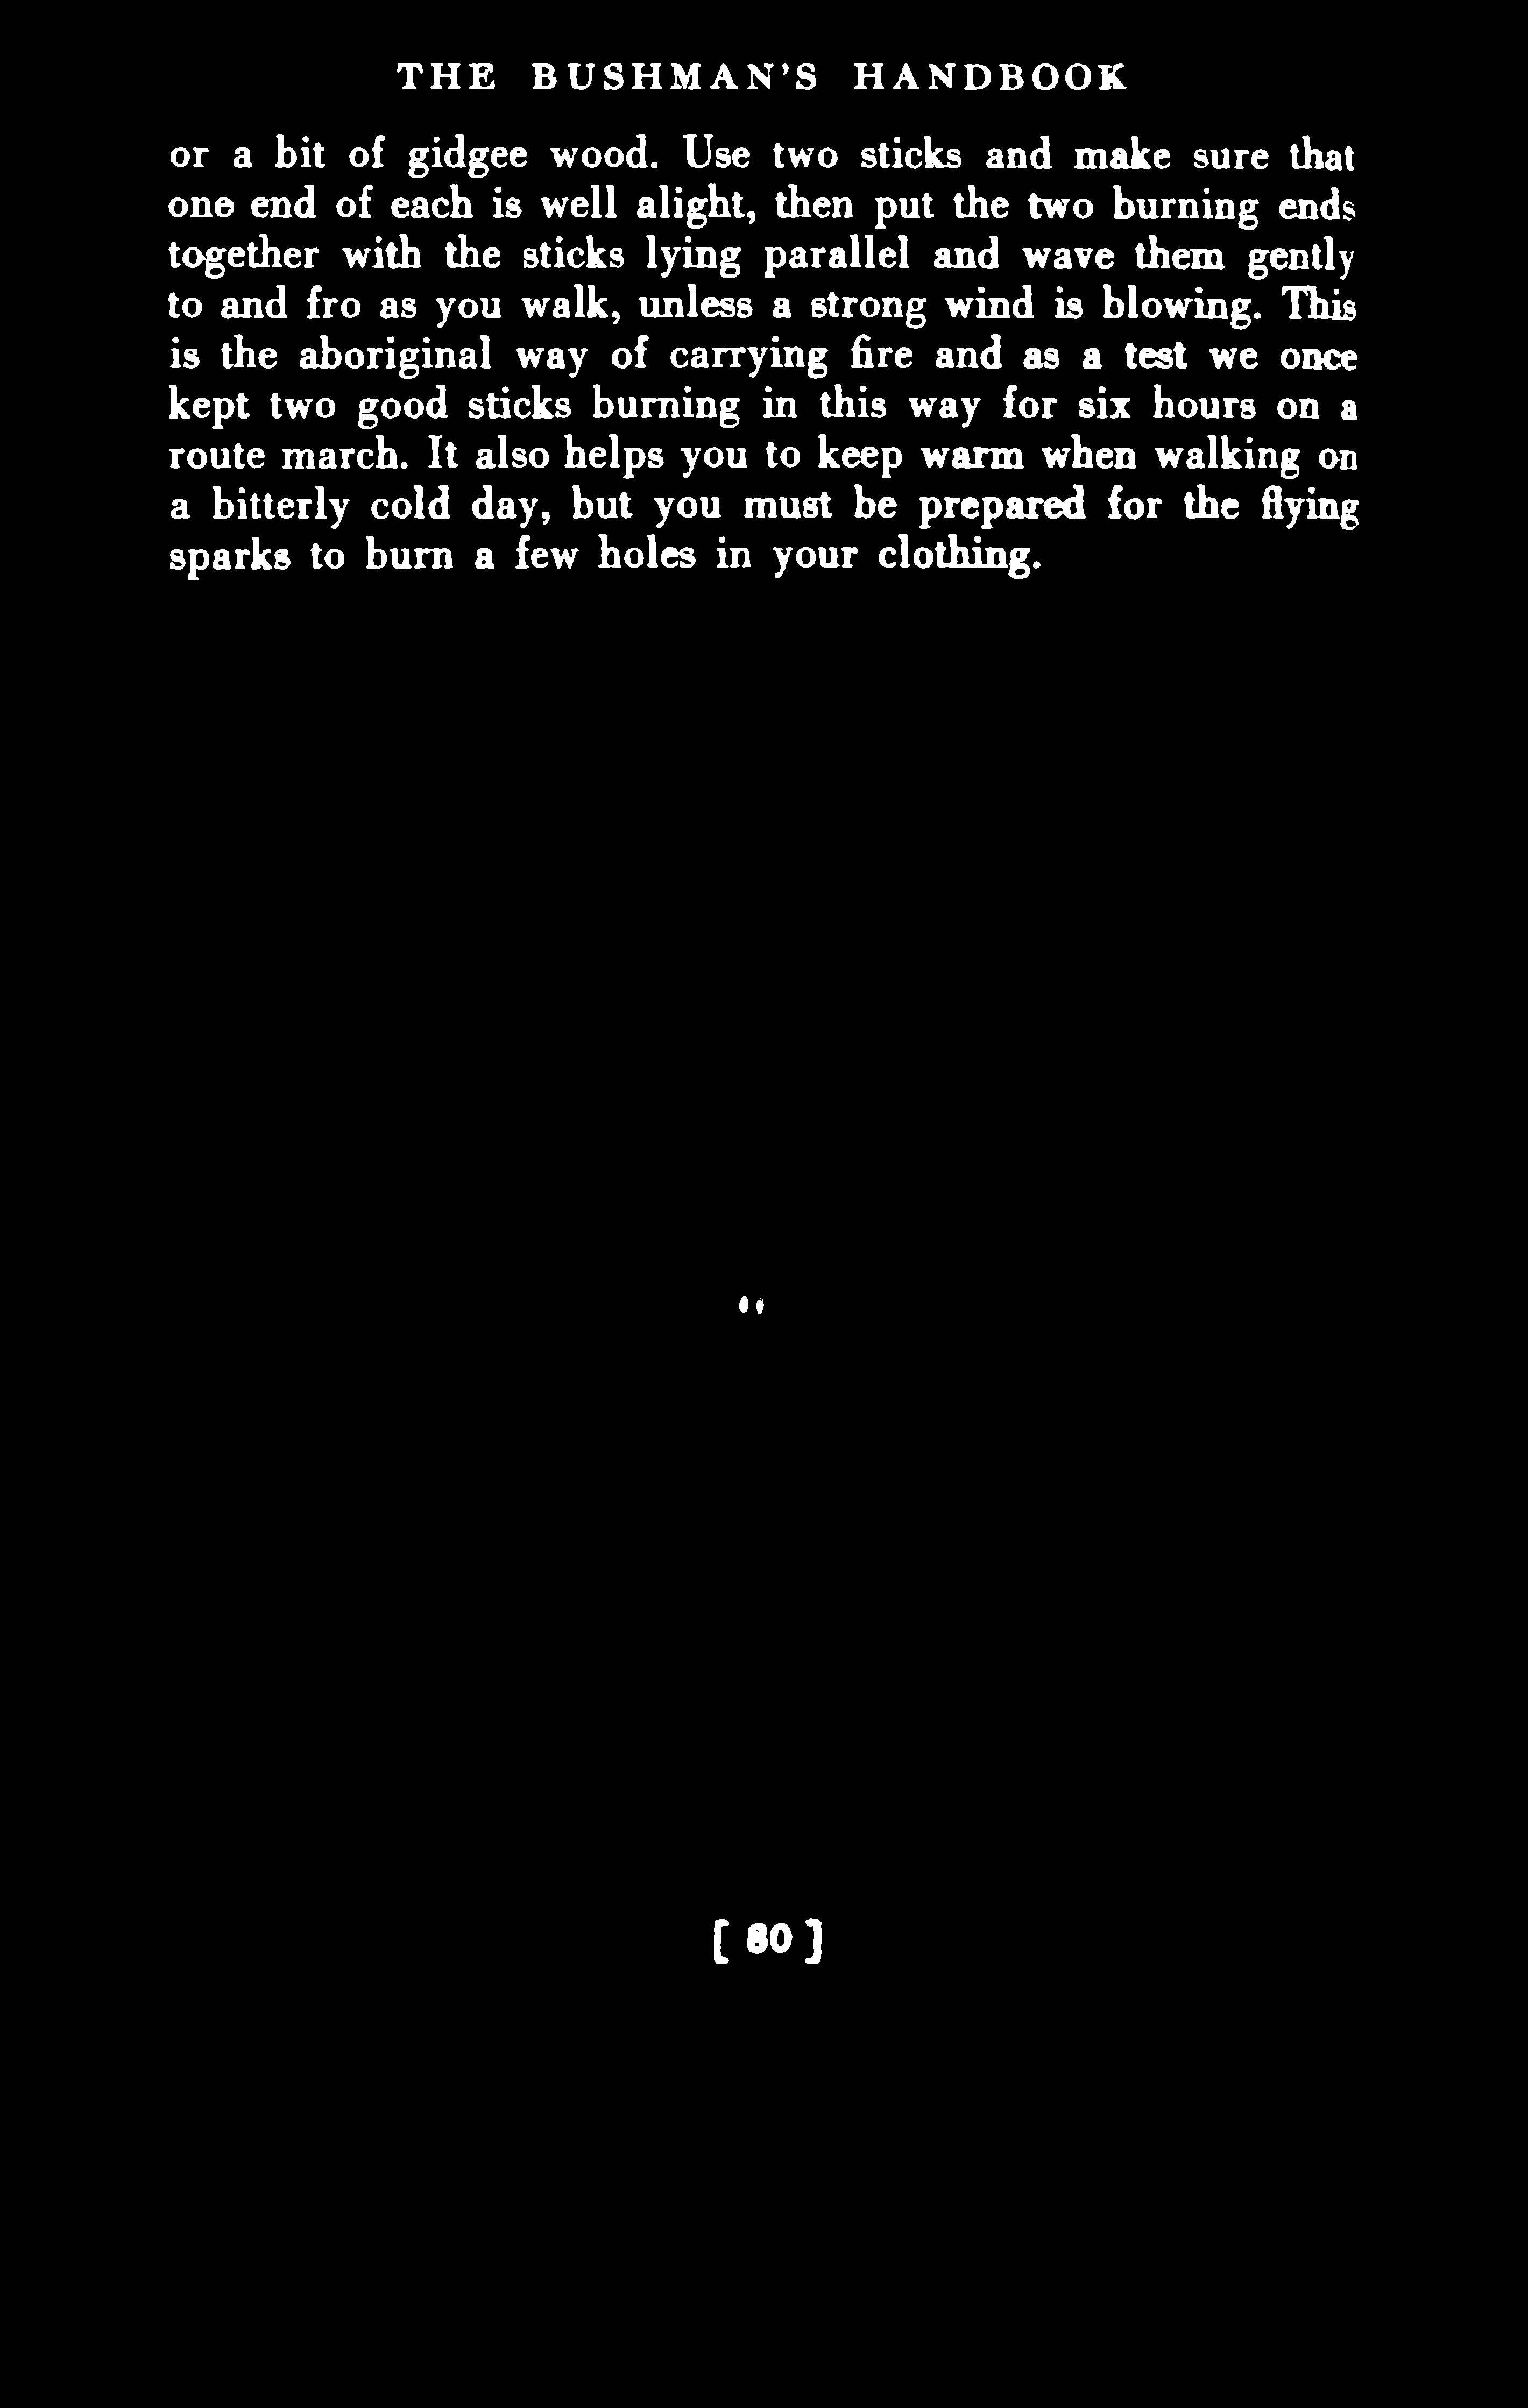 THE BUSHMAN'S HANDBOOK
or a bit of gidgee wood. Use two sticks and make sure that
one end of each is well alight, then put the two burning ends
together with the sticks lying parallel and wave them gently
to and fro as you walk, unless a strong wind is blowing. This
is the aboriginal way of carrying fire and as a test we once
kept two good sticks burning in this way for six hours on a
route march. It also helps you to keep warm when walking on
a bitterly cold day, but you must be prepared for the flying
sparks to burn a few holes in your clothing.
[ 80 ]